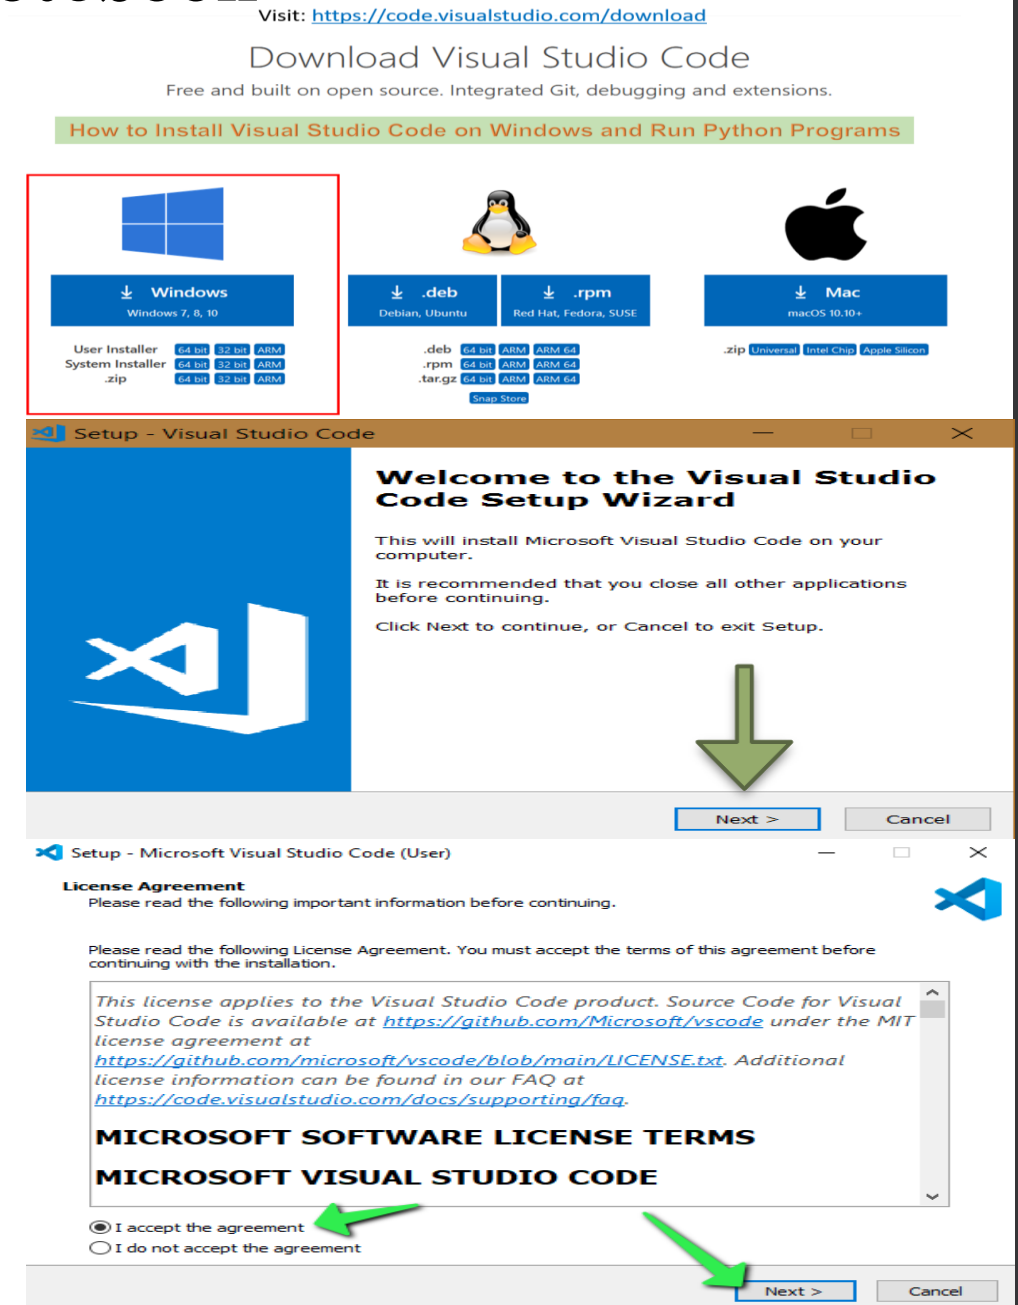 Visit: https://code.visualstudio.com/download
Download Visual Studio Code
Free and built on open source. Integrated Git, debugging and extensions.
How to Install Visual Studio Code on Windows and Run Python Programs
Windows
Windows 7, 8, 10
User Installer 64 bit 32 bit ARM
System Installer 64 bit 32 bit ARM
.zip 64 bit 32 bit ARM
.deb
Debian, Ubuntu
.rpm
Red Hat, Fedora, SUSE
.deb 64 bit ARM ARM 64
.rpm 64 bit ARM ARM 64
.tar.gz 64 bit ARM ARM 64
Snap Store
Mac
macOS 10.10+
.zip Universal Intel Chip Apple Silicon
Setup - Visual Studio Code
Welcome to the Visual Studio
Code Setup Wizard
This will install Microsoft Visual Studio Code on your
computer.
It is recommended that you close all other applications
before continuing.
Click Next to continue, or Cancel to exit Setup.
Next > Cancel
Setup - Microsoft Visual Studio Code (User)
License Agreement
Please read the following important information before continuing.
Please read the following License Agreement. You must accept the terms of this agreement before
continuing with the installation.
This license applies to the Visual Studio Code product. Source Code for Visual
Studio Code is available at https://github.com/Microsoft/vscode under the MIT
license agreement at
https://github.com/microsoft/vscode/blob/main/LICENSE.txt. Additional
license information can be found in our FAQ at
https://code.visualstudio.com/docs/supporting/faq.
MICROSOFT SOFTWARE LICENSE TERMS
MICROSOFT VISUAL STUDIO CODE
I accept the agreement
I do not accept the agreement
Next > Cancel